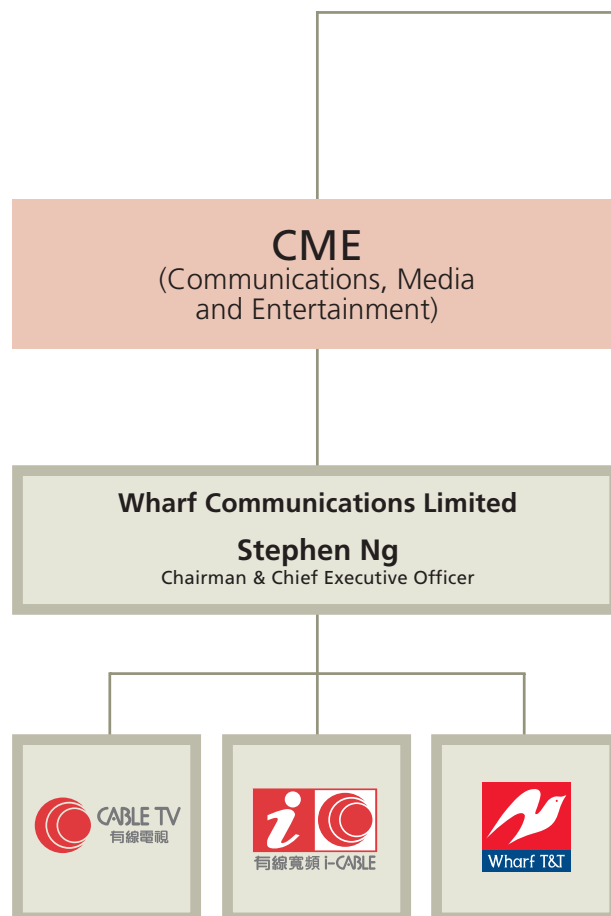 CME
(Communications, Media
and Entertainment)
Wharf Communications Limited
Stephen Ng
Chairman & Chief Executive Officer
CABLE TV
有線電視
i
有線寬頻 i-CABLE
Wharf T&T